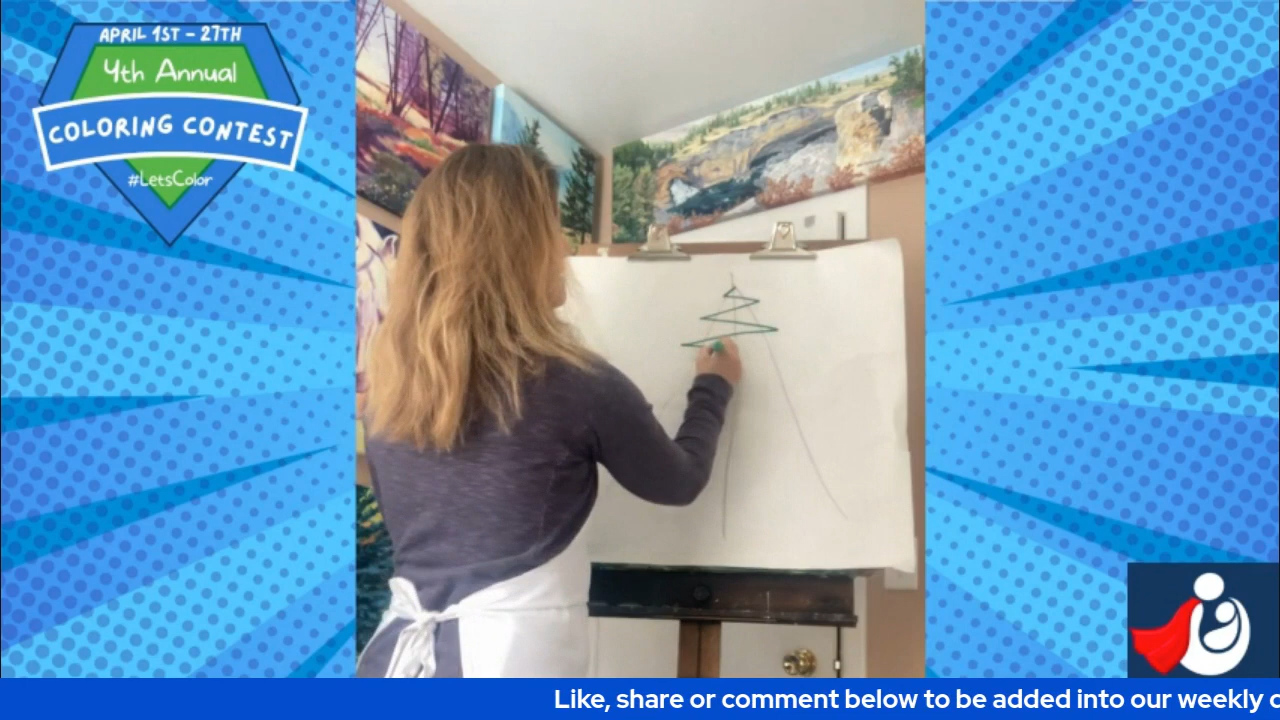 APRIL 1ST - 27TH
4th Annual
COLORING CONTEST
#LetsColor
Like, share or comment below to be added into our weekly